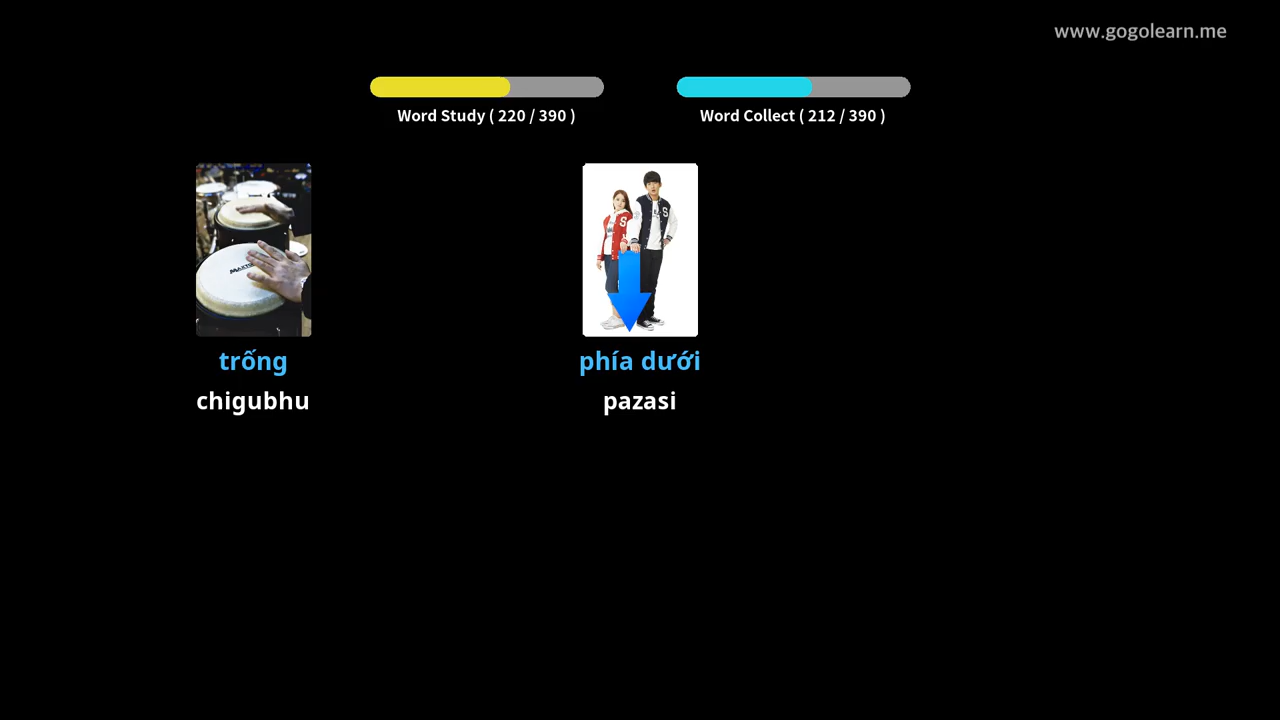 www.gogolearn.me
Word Study ( 220 / 390 )
Word Collect ( 212 / 390 )
trống
phía dưới
chigubhu
pazasi